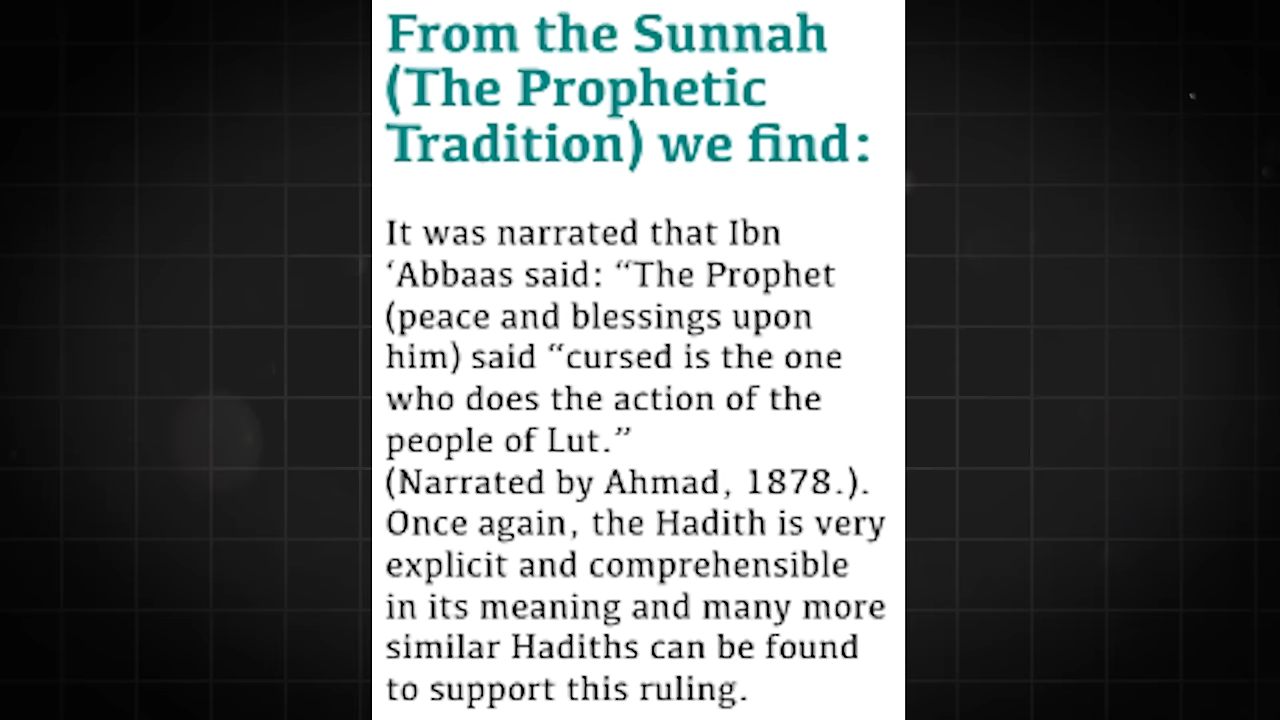 From the Sunnah
(The Prophetic
Tradition) we find:
It was narrated that Ibn
‘Abbaas said: “The Prophet
(peace and blessings upon
him) said “cursed is the one
who does the action of the
people of Lut.”
(Narrated by Ahmad, 1878.).
Once again, the Hadith is very
explicit and comprehensible
in its meaning and many more
similar Hadiths can be found
to support this ruling.